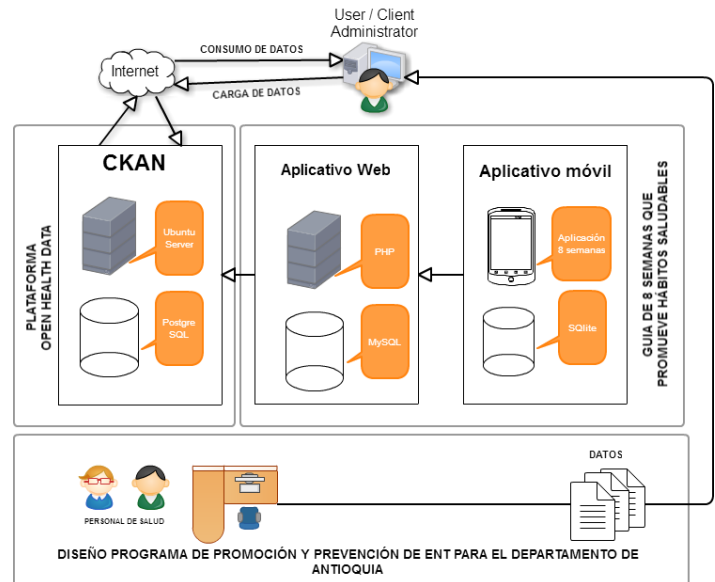 User / Client
Administrator
CONSUMO DE DATOS
Internet
CARGA DE DATOS
PLATAFORMA
OPEN HEALTH DATA
CKAN
Ubuntu
Server
Postgre
SQL
Aplicativo Web
PHP
MySQL
Aplicativo móvil
Aplicación
8 semanas
SQlite
GUIA DE 8 SEMANAS QUE
PROMUEVE HÁBITOS SALUDABLES
PERSONAL DE SALUD
DATOS
DISEÑO PROGRAMA DE PROMOCIÓN Y PREVENCIÓN DE ENT PARA EL DEPARTAMENTO DE
ANTIOQUIA